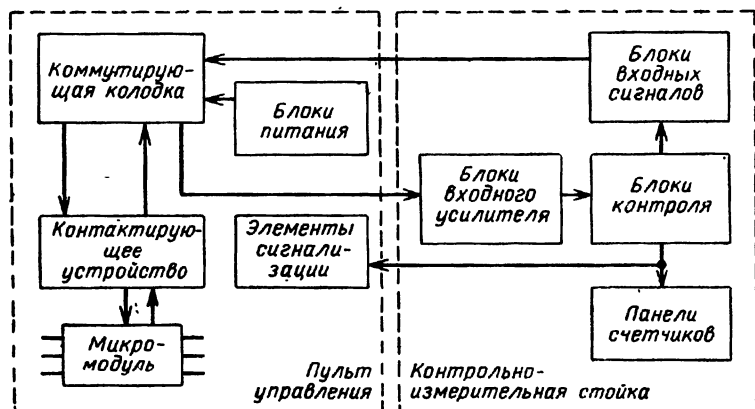 Коммутирую-
щая колодка
Блоки
питания
Контактирую-
щее
устройство
Микро-
модуль
Элементы
сигнали-
зации
Пульт
управления
Блоки
входных
сигналов
Блоки
входного
усилителя
Блоки
контроля
Панели
счетчиков
Контрольно-
измерительная стойка